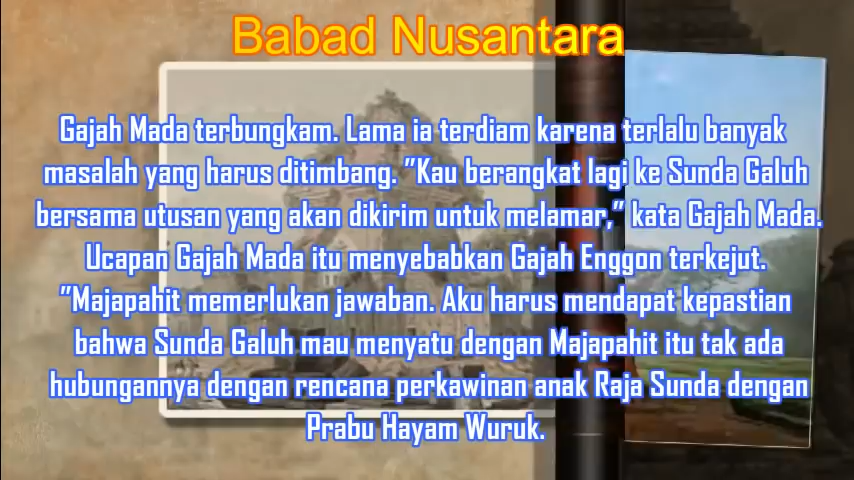 Babad Nusantara
Gajah Mada terbungkam. Lama ia terdiam karena terlalu banyak
masalah yang harus ditimbang. ”Kau berangkat lagi ke Sunda Galuh
bersama utusan yang akan dikirim untuk melamar,” kata Gajah Mada.
Ucapan Gajah Mada itu menyebabkan Gajah Enggon terkejut.
”Majapahit memerlukan jawaban. Aku harus mendapat kepastian
bahwa Sunda Galuh mau menyatu dengan Majapahit itu tak ada
hubungannya dengan rencana perkawinan anak Raja Sunda dengan
Prabu Hayam Wuruk.